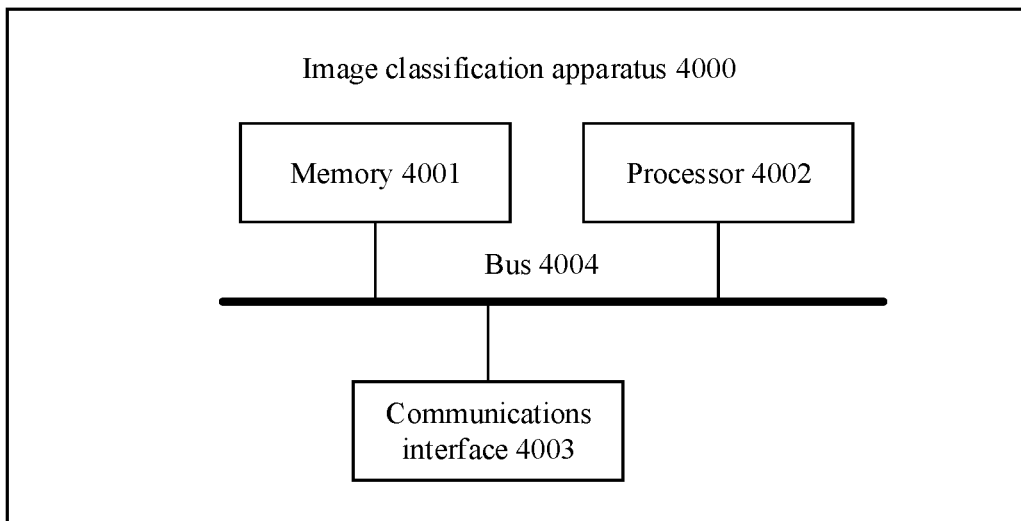 Image classification apparatus 4000
Memory 4001
Processor 4002
Bus 4004
Communications
interface 4003